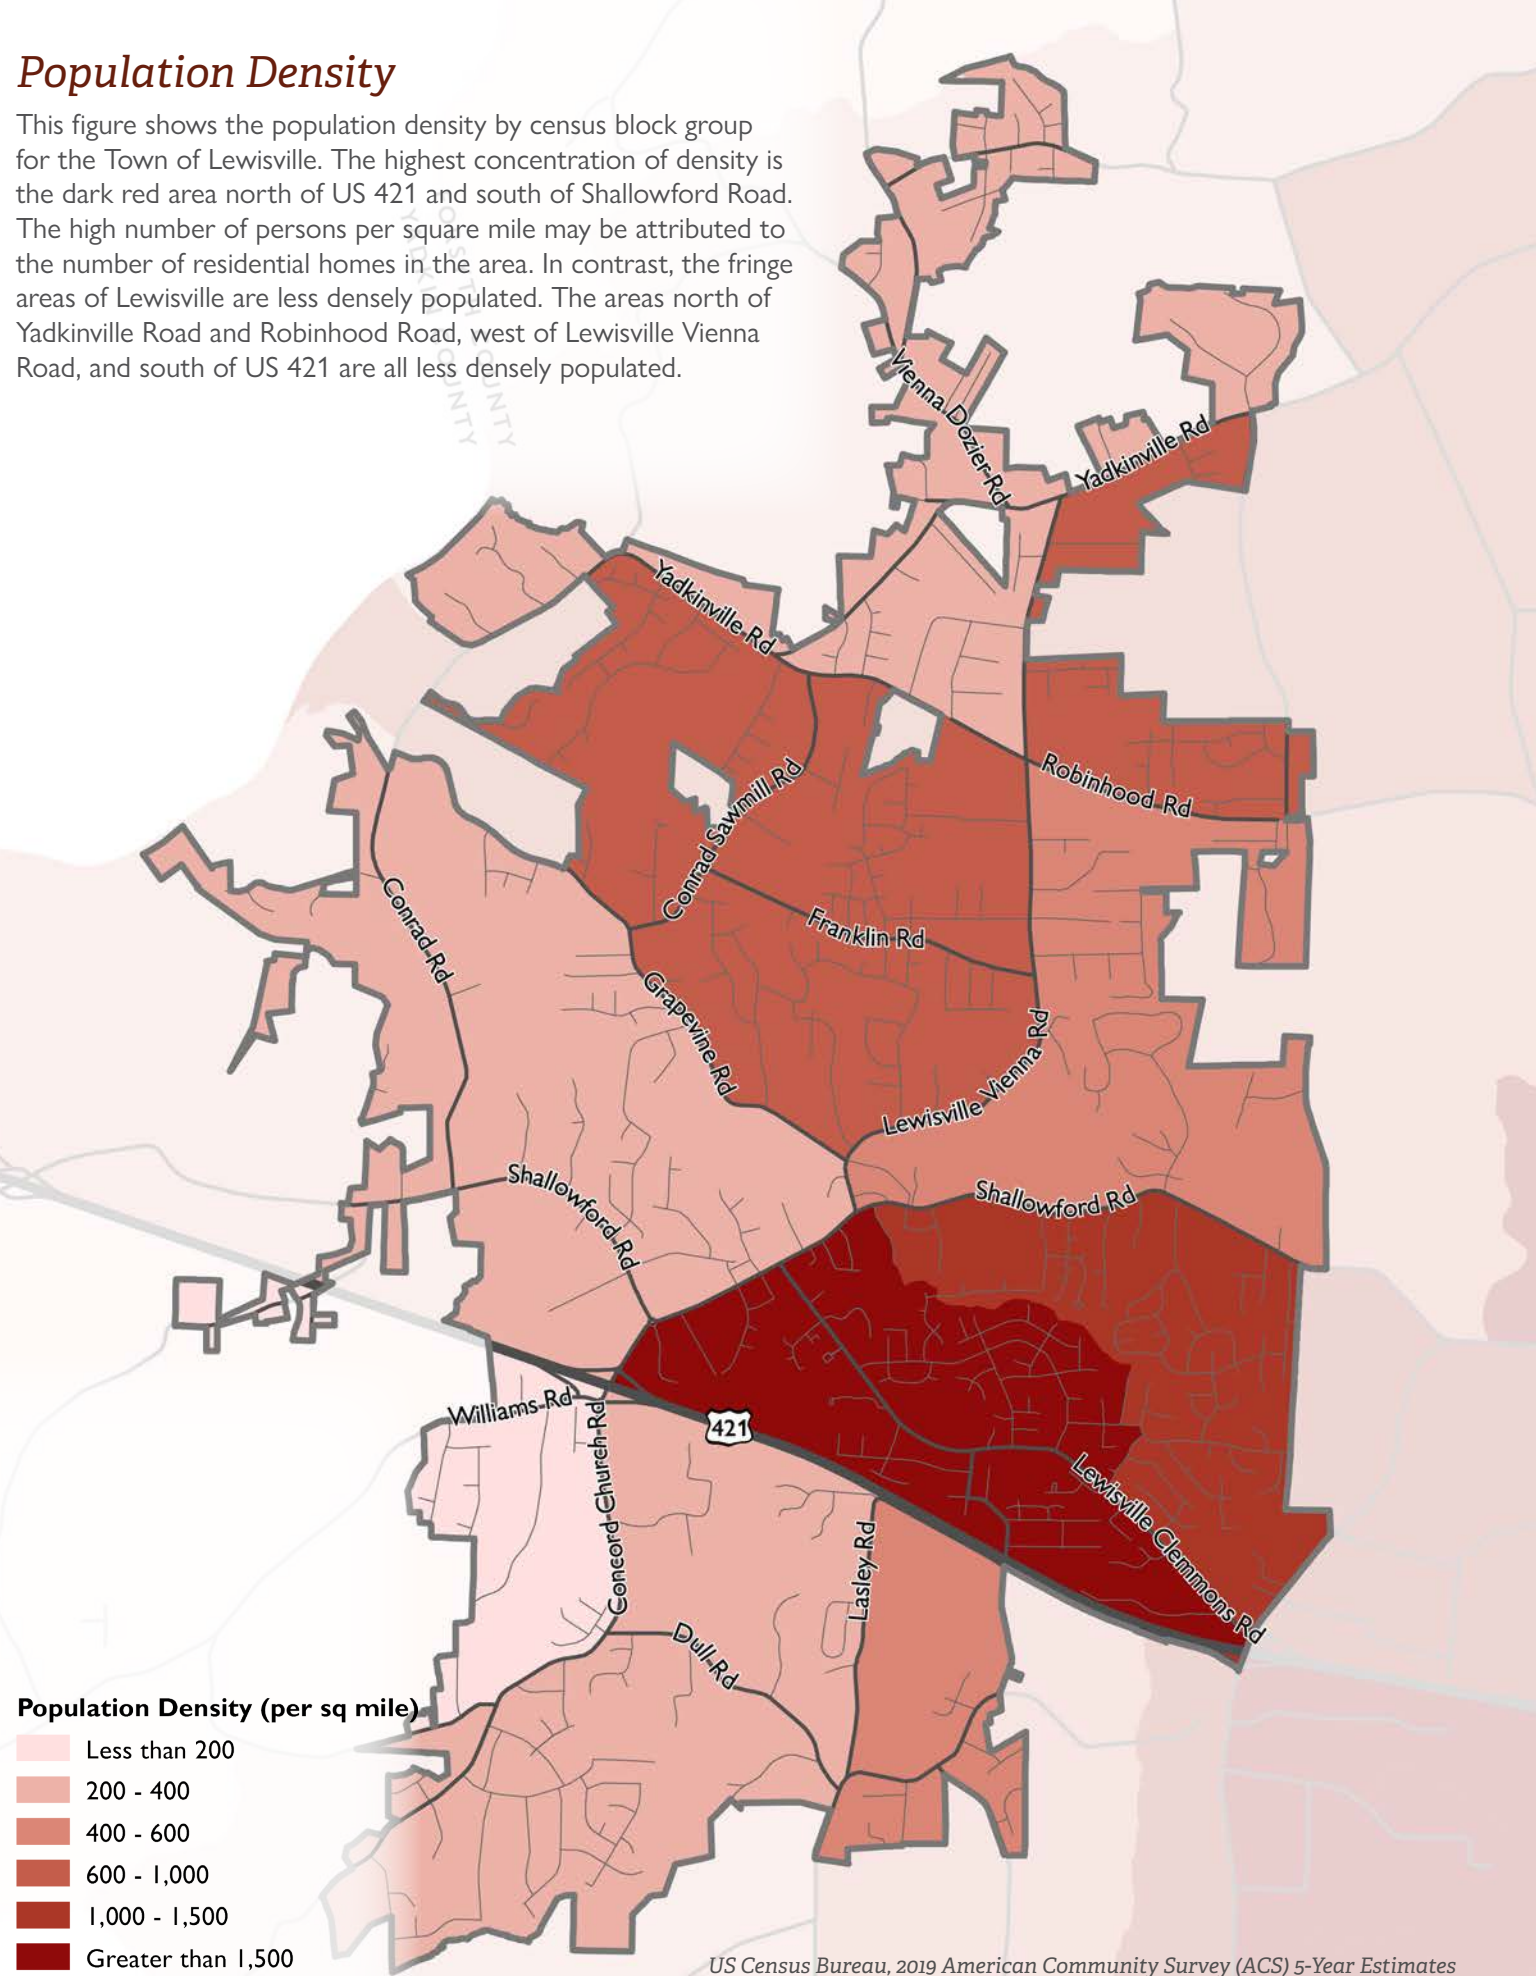 Population Density
This figure shows the population density by census block group
for the Town of Lewisville. The highest concentration of density is
the dark red area north of US 421 and south of Shallowford Road.
The high number of persons per square mile may be attributed to
the number of residential homes in the area. In contrast, the fringe
areas of Lewisville are less densely populated. The areas north of
Yadkinville Road and Robinhood Road, west of Lewisville Vienna
Road, and south of US 421 are all less densely populated.
FORSYTH COUNTY
YADKIN COUNTY
Vienna Dozier Rd
Yadkinville Rd
Yadkinville Rd
Robinhood Rd
Conrad Sawmill Rd
Conrad Rd
Franklin Rd
Grapevine Rd
Lewisville Vienna Rd
Shallowford Rd
Shallowford Rd
Williams Rd
421
Concord Church Rd
Lewisville Clemmons Rd
Lasley Rd
Dull Rd
Population Density (per sq mile)
Less than 200
200 - 400
400 - 600
600 - 1,000
1,000 - 1,500
Greater than 1,500
US Census Bureau, 2019 American Community Survey (ACS) 5-Year Estimates